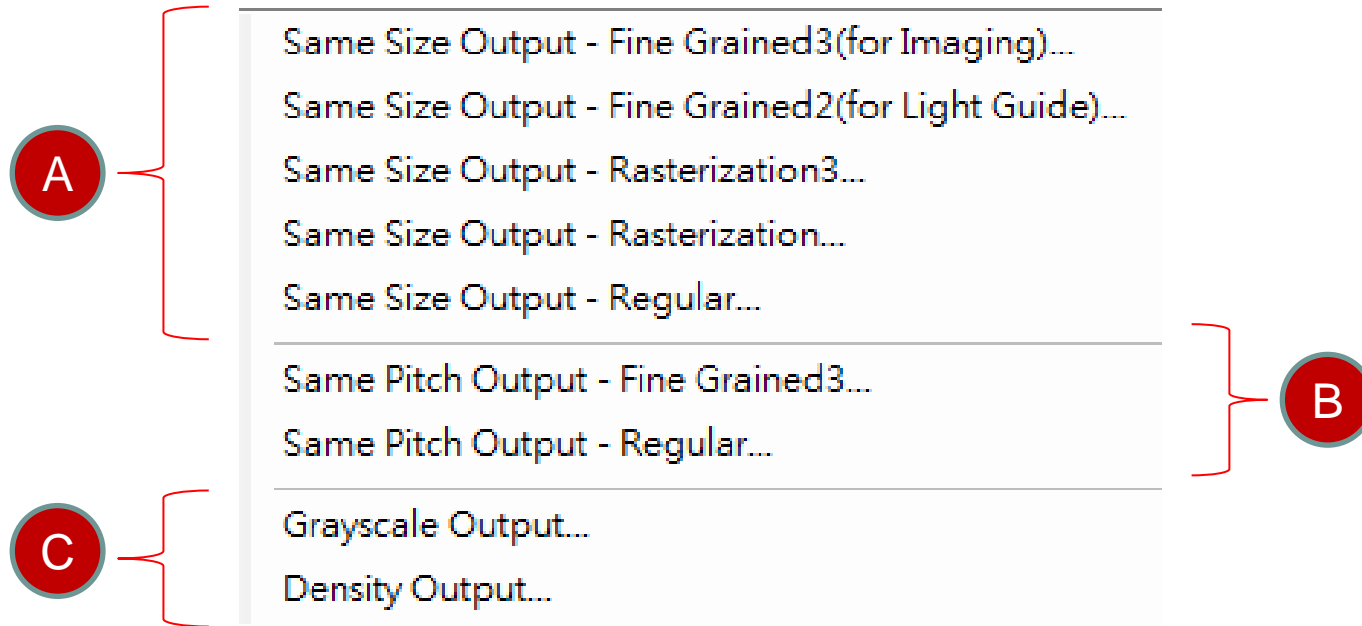 A
Same Size Output - Fine Grained3(for Imaging)...
Same Size Output - Fine Grained2(for Light Guide)...
Same Size Output - Rasterization3...
Same Size Output - Rasterization...
Same Size Output - Regular...
B
Same Pitch Output - Fine Grained3...
Same Pitch Output - Regular...
C
Grayscale Output...
Density Output...